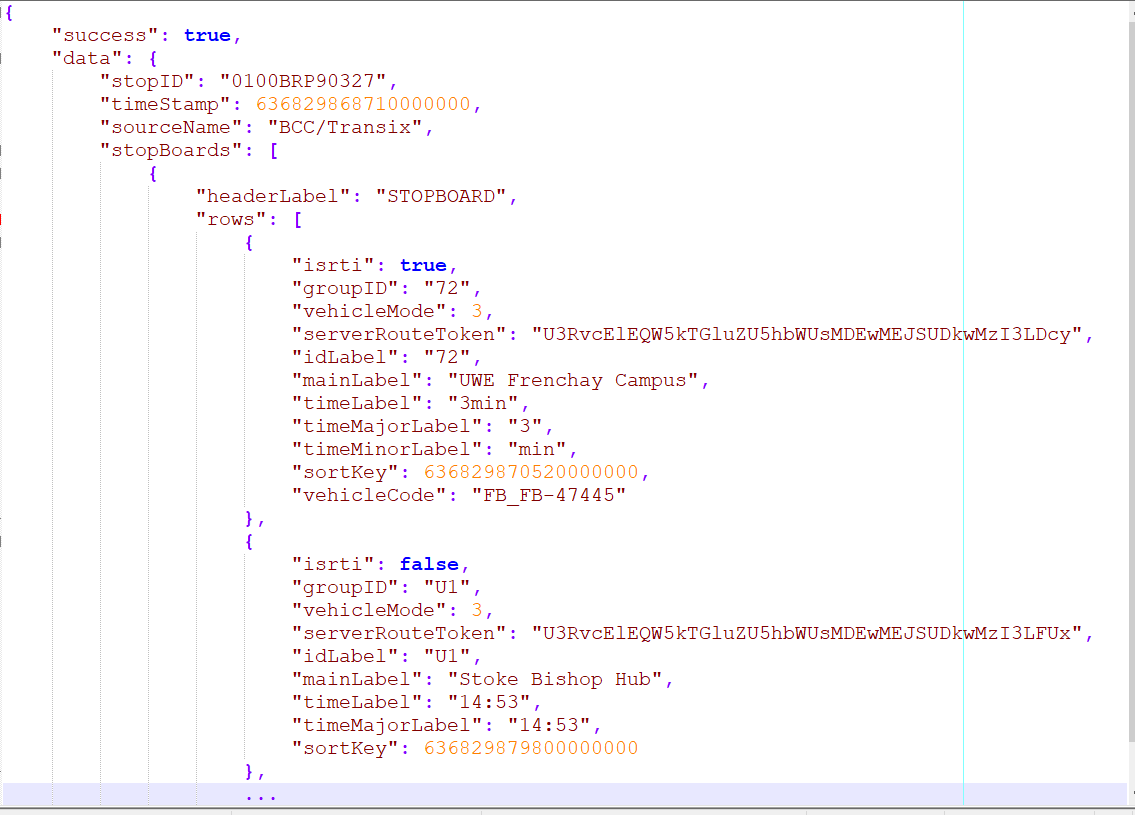 {
"success": true,
"data": {
"stopID": "0100BRP90327",
"timeStamp": 636829868710000000,
"sourceName": "BCC/Transix",
"stopBoards": [
{
"headerLabel": "STOPBOARD",
"rows": [
{
"isrti": true,
"groupID": "72",
"vehicleMode": 3,
"serverRouteToken": "U3RvcElEQW5kTGluZU5hbWUsMDEwMEJSUDkwMzI3LDcy",
"idLabel": "72",
"mainLabel": "UWE Frenchay Campus",
"timeLabel": "3min",
"timeMajorLabel": "3",
"timeMinorLabel": "min",
"sortKey": 636829870520000000,
"vehicleCode": "FB_FB-47445"
},
{
"isrti": false,
"groupID": "U1",
"vehicleMode": 3,
"serverRouteToken": "U3RvcElEQW5kTGluZU5hbWUsMDEwMEJSUDkwMzI3LFUx",
"idLabel": "U1",
"mainLabel": "Stoke Bishop Hub",
"timeLabel": "14:53",
"timeMajorLabel": "14:53",
"sortKey": 636829879800000000
},
...